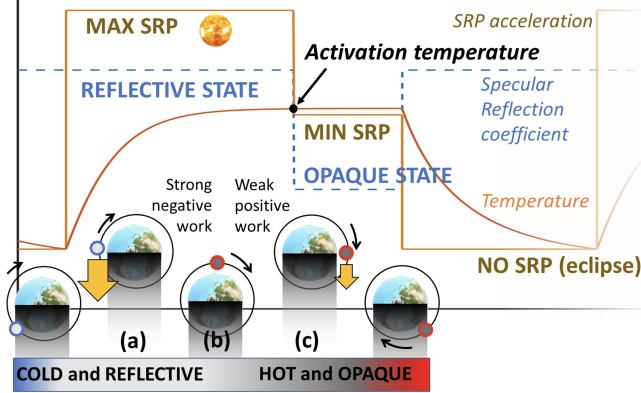 MAX SRP
SRP acceleration
Activation temperature
REFLECTIVE STATE
Specular
Reflection
coefficient
MIN SRP
OPAQUE STATE
Strong
negative
work
Weak
positive
work
Temperature
NO SRP (eclipse)
(a)
(b)
(c)
COLD and REFLECTIVE
HOT and OPAQUE